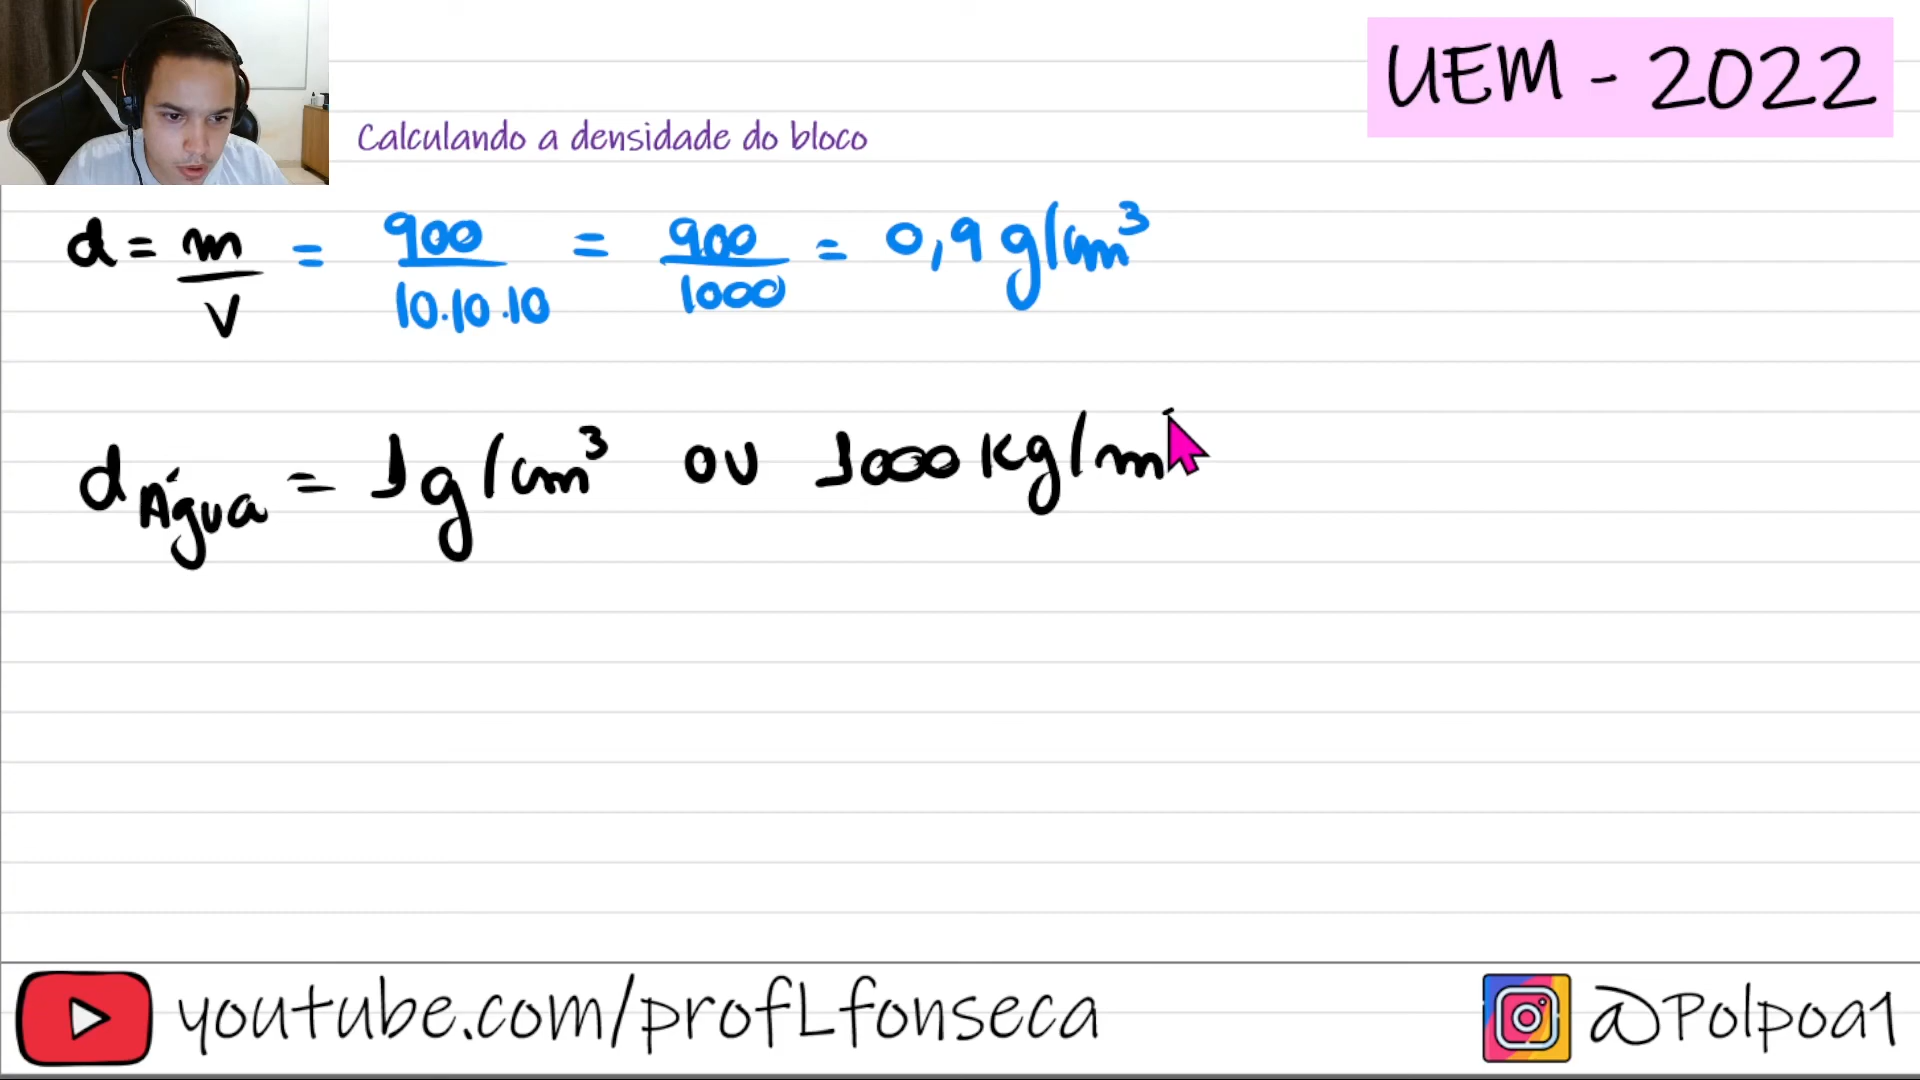 UEM - 2022
Calculando a densidade do bloco
d = m/V = 900/10.10.10 = 900/1000 = 0,9 g/cm³
d Água = 1g/cm³ ou 1000 kg/m
youtube.com/profLfonseca
@Polpoa1